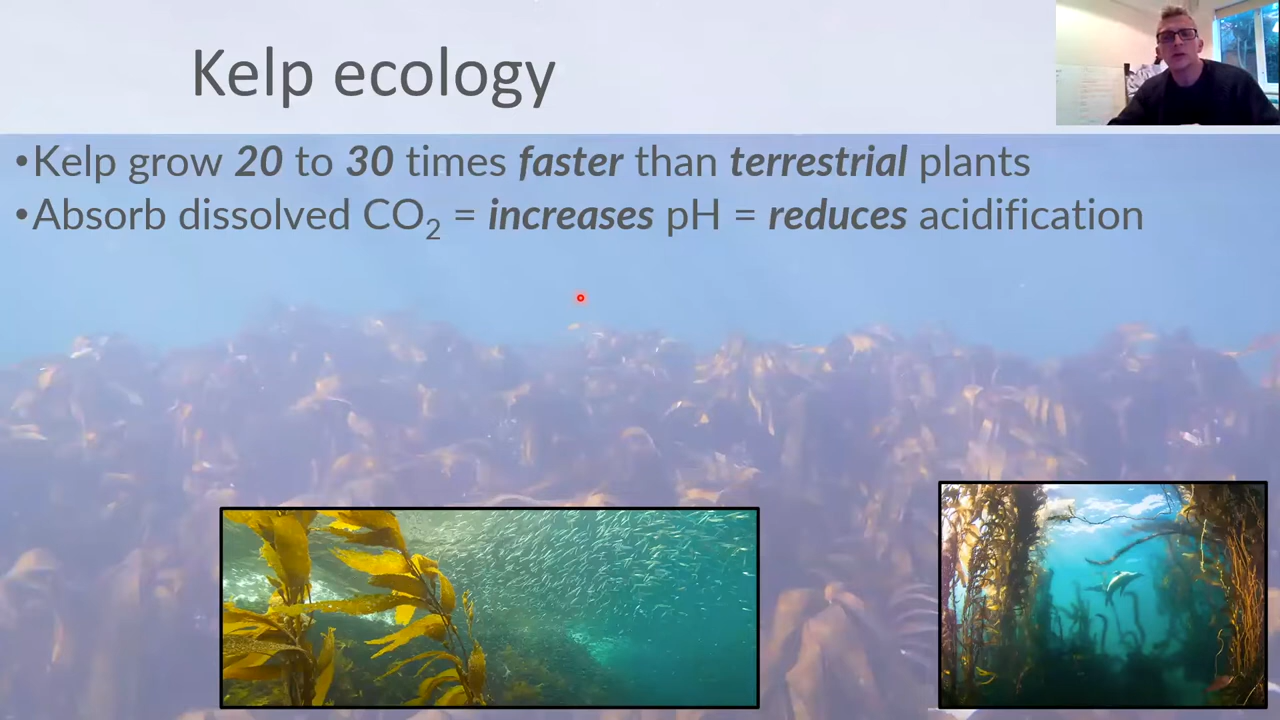 Kelp ecology
•Kelp grow 20 to 30 times faster than terrestrial plants
•Absorb dissolved CO₂ = increases pH = reduces acidification